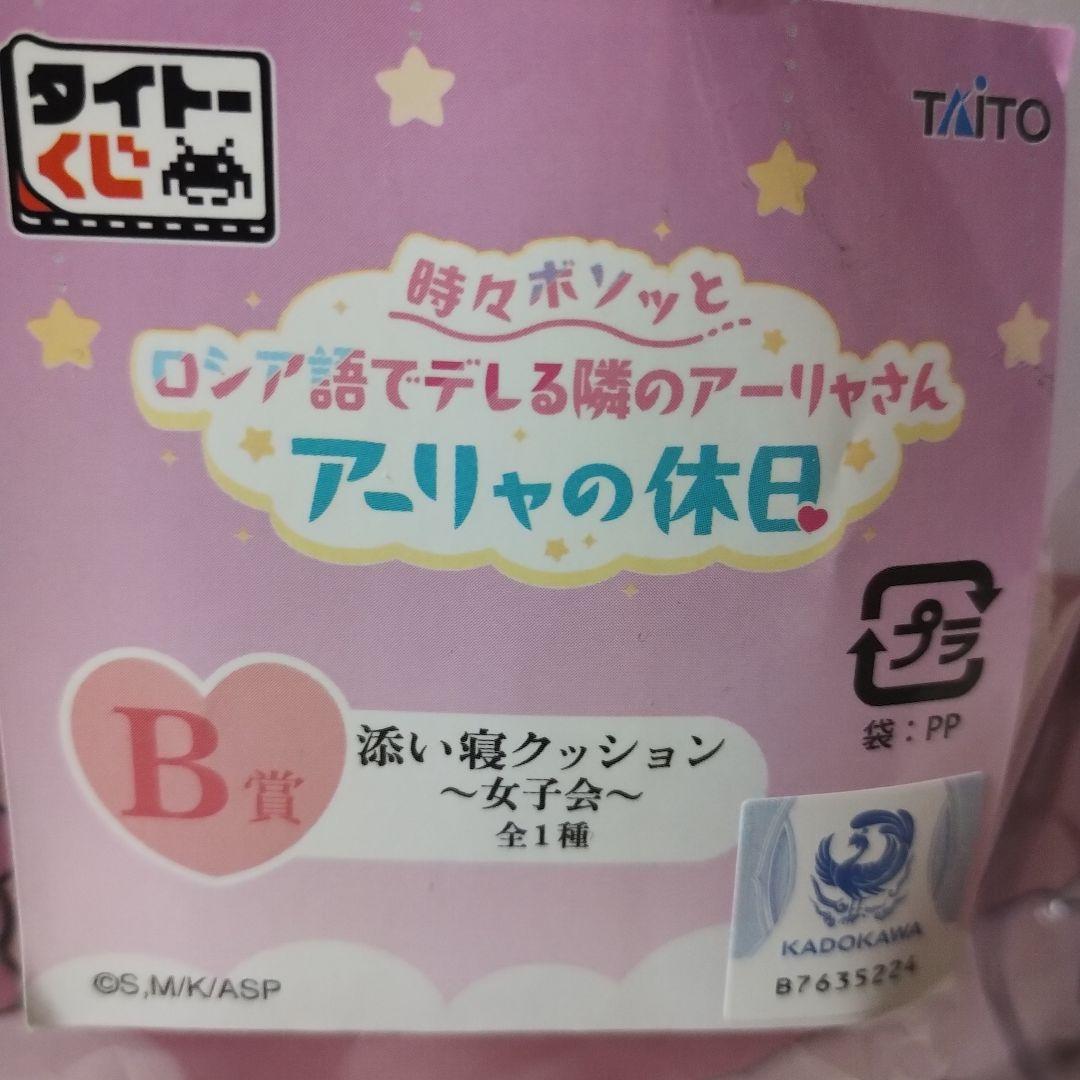 タイトー
くじ
TAITO
時々ボソッと
ロシア語でデレる隣のアーリャさん
アーリャの休日
プラ
袋：PP
B賞
添い寝クッション
～女子会～
全1種
KADOKAWA
B7635224
©S,M/K/ASP